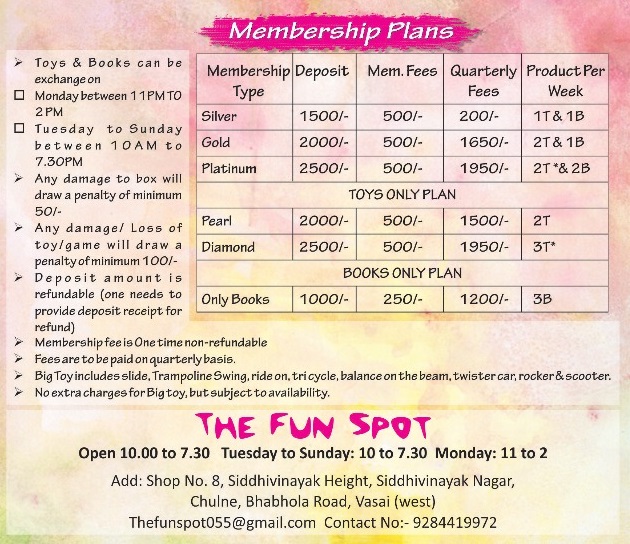 Membership Plans
➢ Toys & Books can be
exchange on
☐ Monday between 11PM TO
2PM
☐ Tuesday to Sunday
between 10AM to
7.30PM
➢ Any damage to box will
draw a penalty of minimum
50/-
➢ Any damage/ Loss of
toy/game will draw a
penalty of minimum 100/-
➢ Deposit amount is
refundable (one needs to
provide deposit receipt for
refund)
Membership Type Deposit Mem. Fees Quarterly Fees Product Per Week
Silver 1500/- 500/- 200/- 1T & 1B
Gold 2000/- 500/- 1650/- 2T & 1B
Platinum 2500/- 500/- 1950/- 2T *& 2B
TOYS ONLY PLAN
Pearl 2000/- 500/- 1500/- 2T
Diamond 2500/- 500/- 1950/- 3T*
BOOKS ONLY PLAN
Only Books 1000/- 250/- 1200/- 3B
➢ Membership fee is One time non-refundable
➢ Fees are to be paid on quarterly basis.
➢ Big Toy includes slide, Trampoline Swing, ride on, tri cycle, balance on the beam, twister car, rocker & scooter.
➢ No extra charges for Big toy, but subject to availability.
THE FUN SPOT
Open 10.00 to 7.30 Tuesday to Sunday: 10 to 7.30 Monday: 11 to 2
Add: Shop No. 8, Siddhivinayak Height, Siddhivinayak Nagar,
Chulne, Bhabhola Road, Vasai (west)
Thefunspot055@gmail.com Contact No:- 9284419972